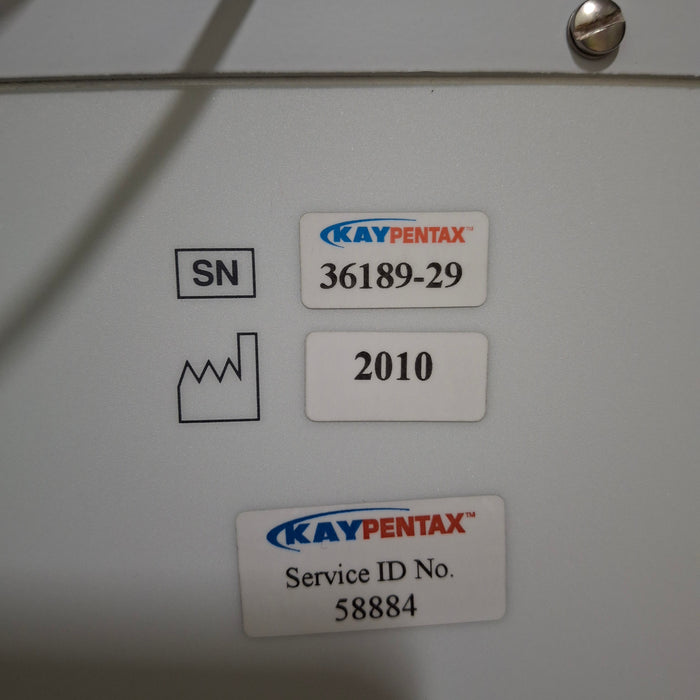 KAYPENTAX™
SN
36189-29
2010
KAYPENTAX™
Service ID No.
58884